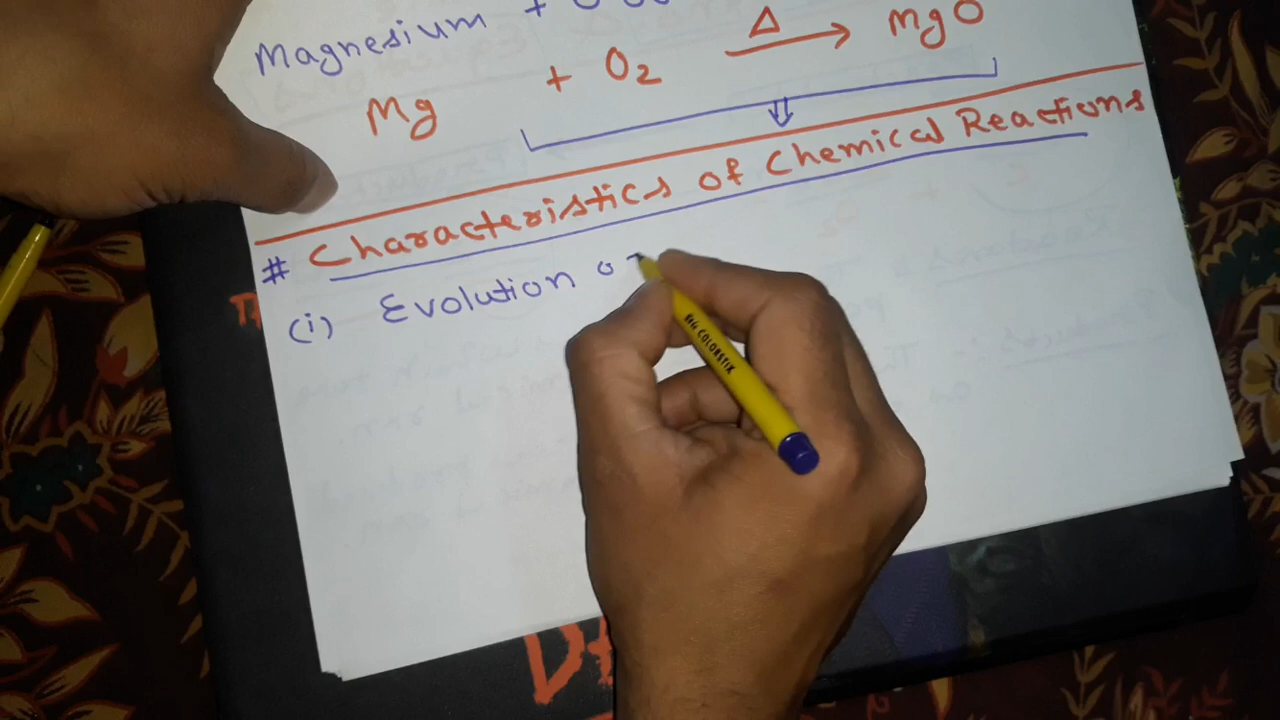 Magnesium +
Mg + O₂ Δ → MgO
# Characteristics of Chemical Reactions
(i) Evolution o